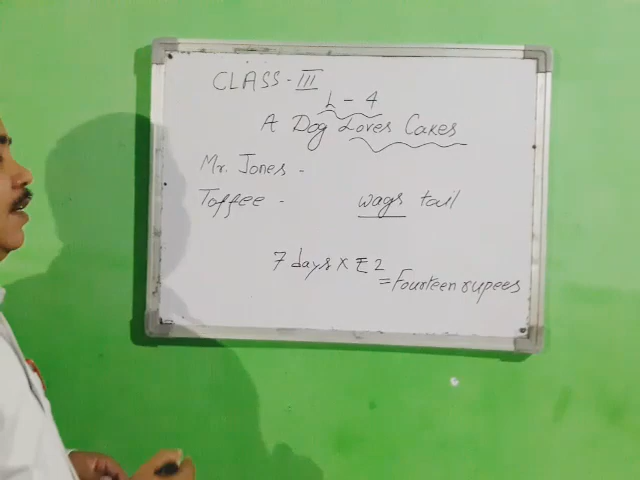 CLASS - III
L - 4
A Dog Loves Cakes
Mr. Jones -
Toffee - wags tail
7 days x ₹ 2
= Fourteen rupees